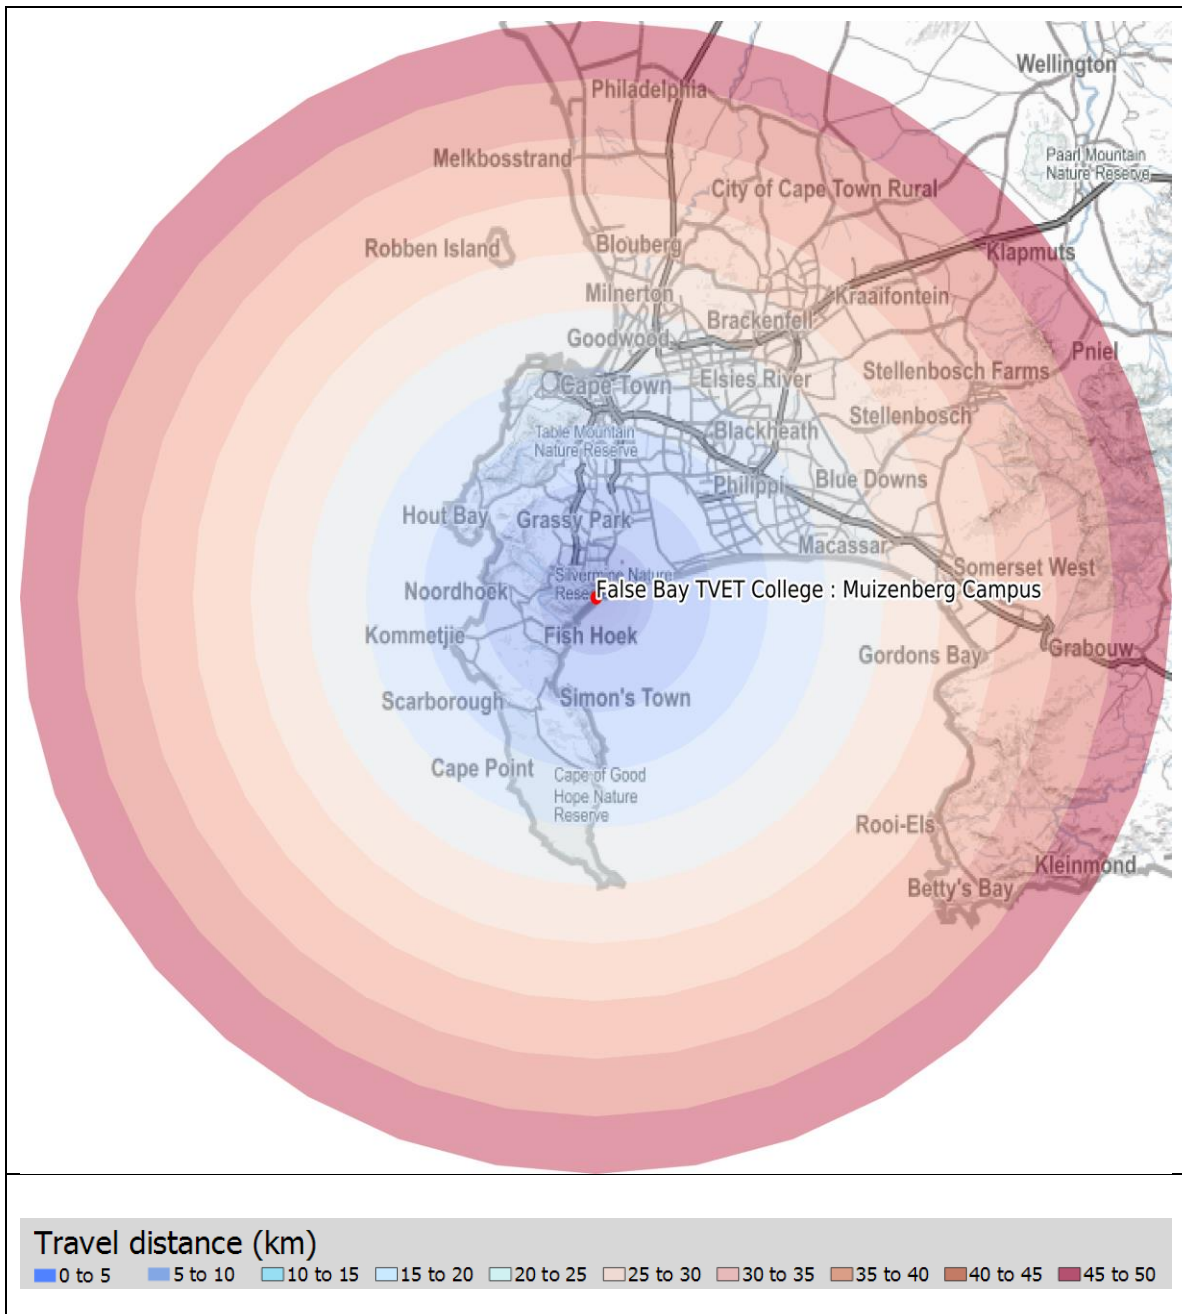 Wellington
Philadelphia
Paarl Mountain
Nature Reserve
Melkbosstrand
City of Cape Town Rural
Robben Island
Blouberg
Klapmuts
Milnerton
Kraaifontein
Brackenfell
Goodwood
Pniel
Cape Town
Elsies River
Stellenbosch Farms
Stellenbosch
Table Mountain
Nature Reserve
Blackheath
Philippi
Blue Downs
Hout Bay
Grassy Park
Macassar
Somerset West
Silvermine Nature
Noordhoek
False Bay TVET College : Muizenberg Campus
Kommetjie
Fish Hoek
Gordons Bay
Grabouw
Scarborough
Simon's Town
Cape Point
Cape of Good
Hope Nature
Reserve
Rooi-Els
Kleinmond
Betty's Bay
Travel distance (km)
0 to 5 5 to 10 10 to 15 15 to 20 20 to 25 25 to 30 30 to 35 35 to 40 40 to 45 45 to 50